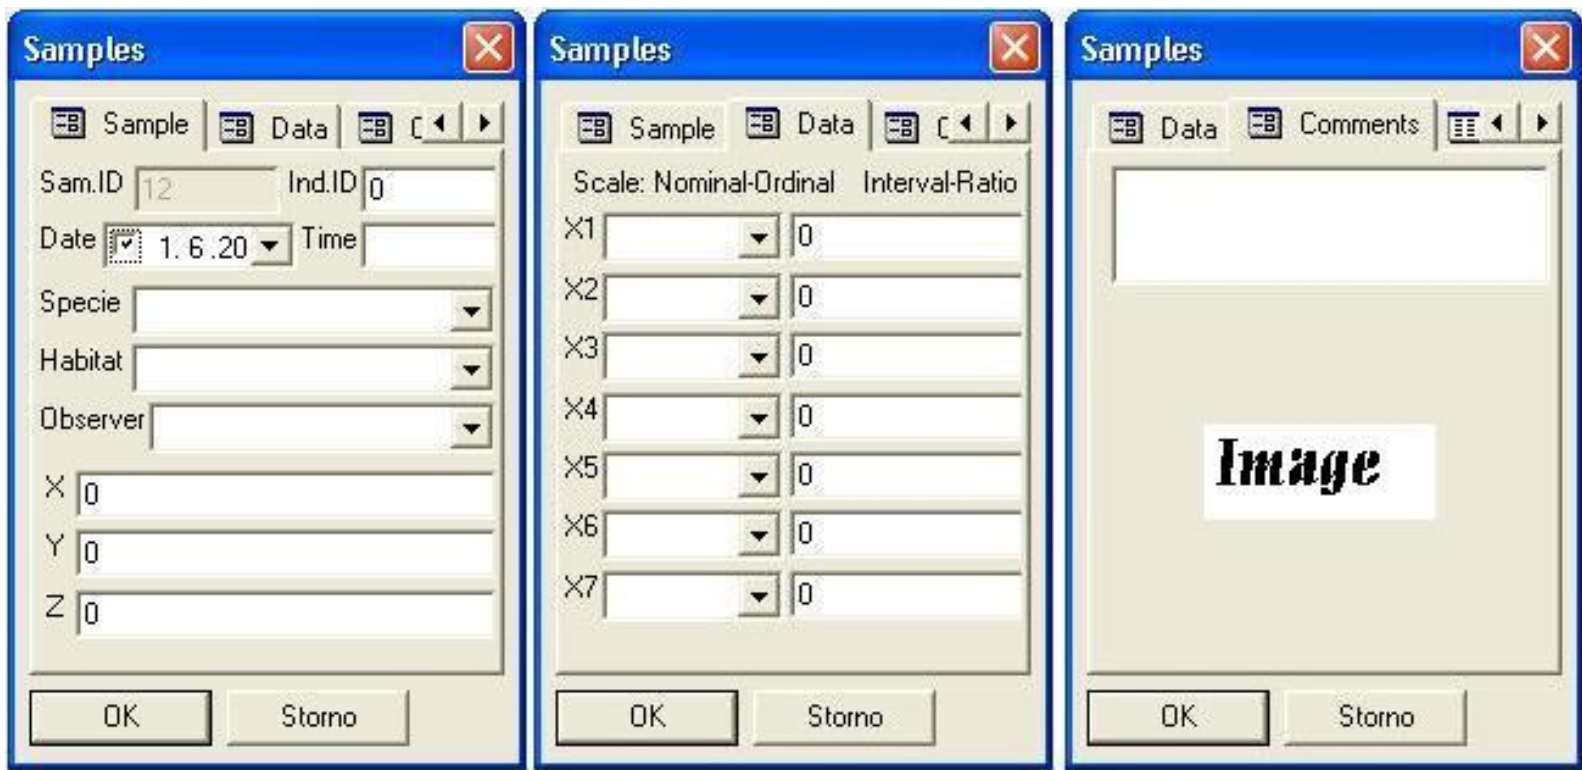 Samples
Sample Data C
Sam.ID 12 Ind.ID 0
Date 1. 6 .20 Time
Specie
Habitat
Observer
X 0
Y 0
Z 0
OK Storno
Samples
Sample Data C
Scale: Nominal-Ordinal Interval-Ratio
X1 0
X2 0
X3 0
X4 0
X5 0
X6 0
X7 0
OK Storno
Samples
Data Comments
Image
OK Storno